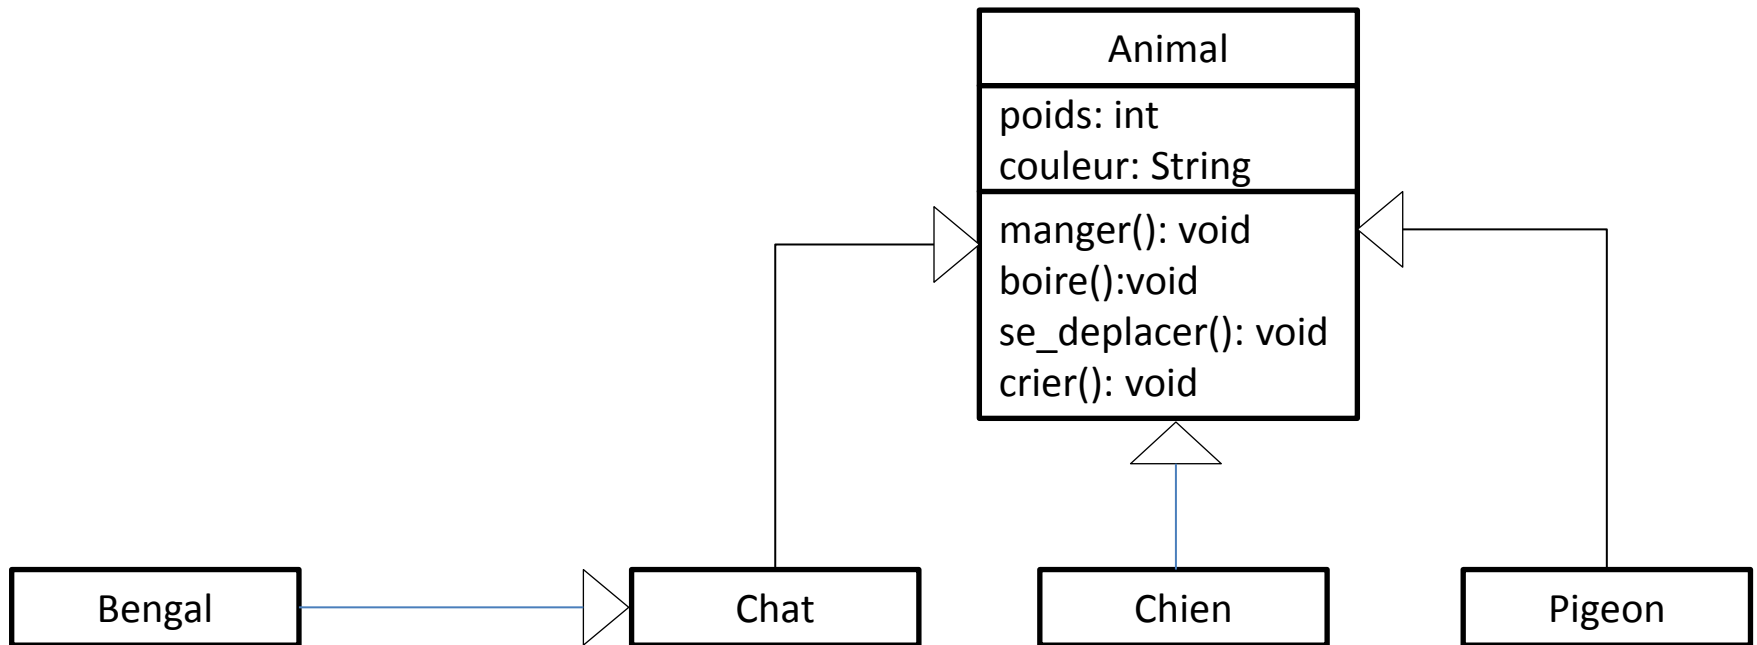 Animal
poids: int
couleur: String
manger(): void
boire():void
se_deplacer(): void
crier(): void
Bengal
Chat
Chien
Pigeon